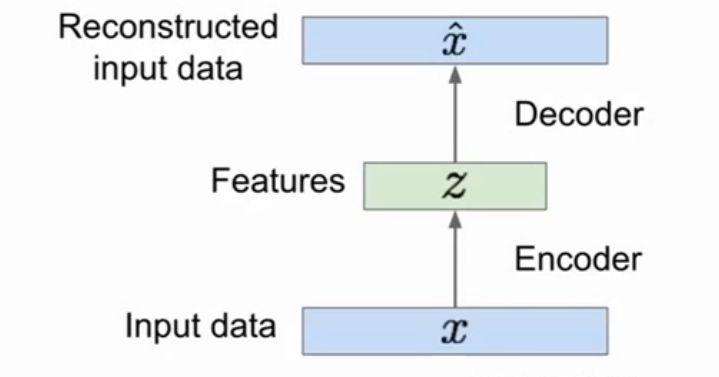 Reconstructed
input data
x̂
Decoder
Features
z
Encoder
Input data
x